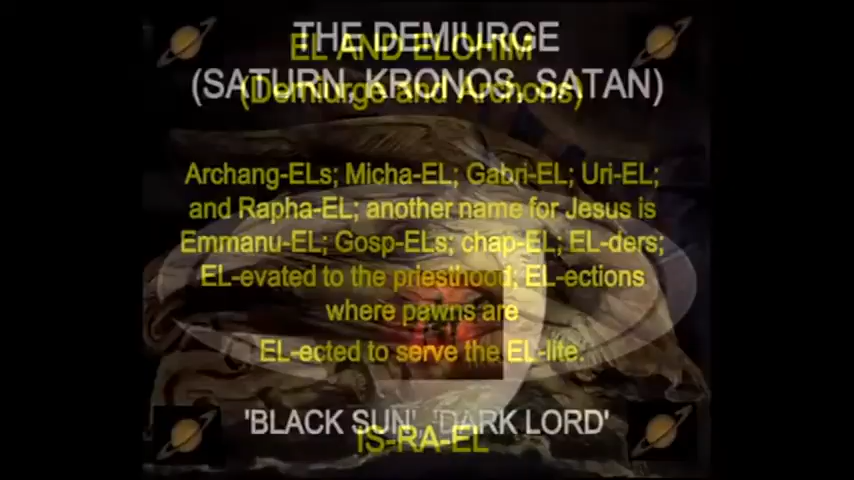 THE DEMIURGE
EL AND ELOHIM
(SATURN, KRONOS, SATAN)
(Demiurge and Archons)
Archang-ELs; Micha-EL; Gabri-EL; Uri-EL;
and Rapha-EL; another name for Jesus is
Emmanu-EL; Gosp-ELs; chap-EL; EL-ders;
EL-evated to the priesthood; EL-ections
where pawns are
EL-ected to serve the EL-lite.
'BLACK SUN', 'DARK LORD'
IS-RA-EL